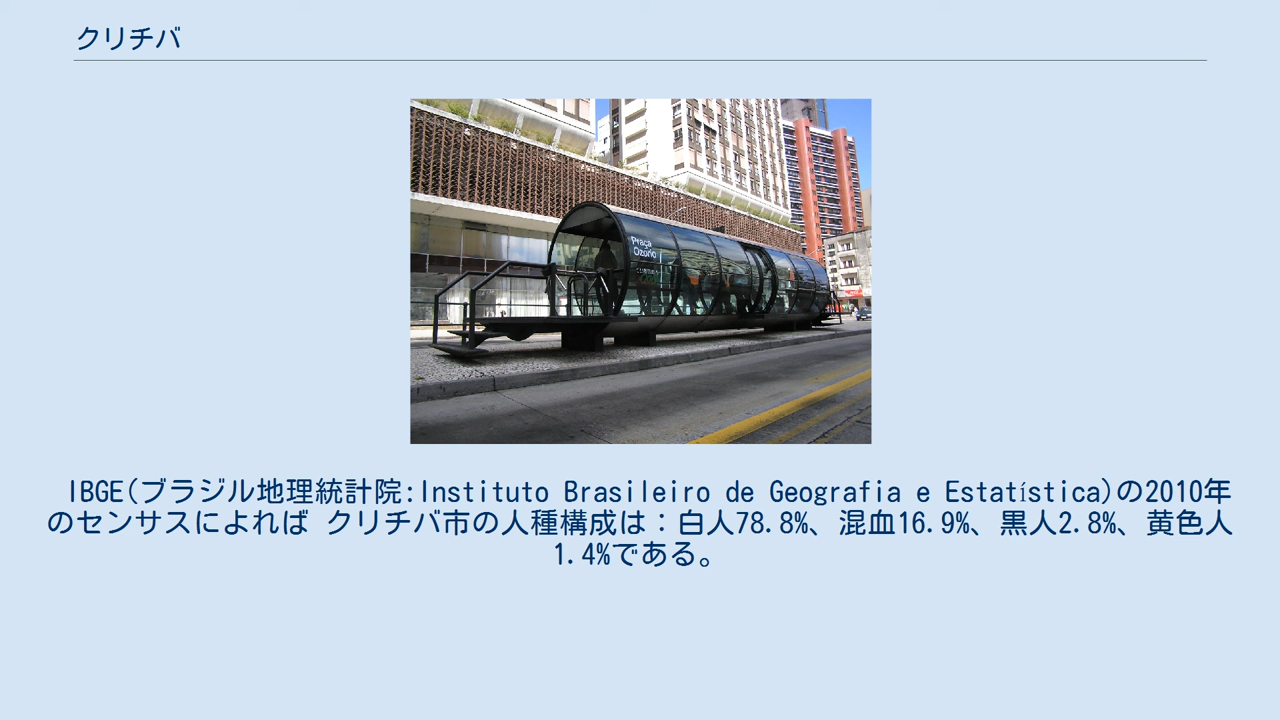 クリチバ
Praça
Ozório
IBGE(ブラジル地理統計院:Instituto Brasileiro de Geografia e Estatística)の2010年
のセンサスによれば クリチバ市の人種構成は：白人78.8%、混血16.9%、黒人2.8%、黄色人
1.4%である。